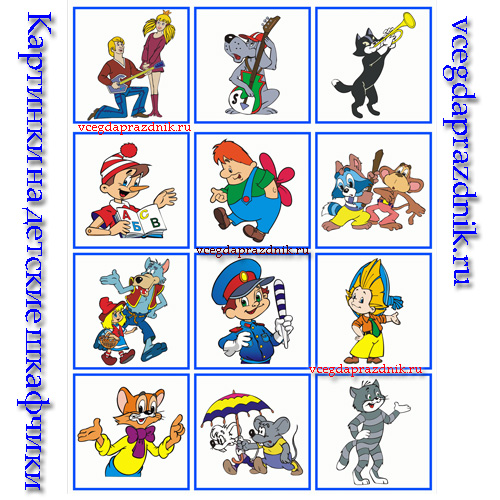 Картинки на детские шкафчики
vcegdaprazdnik.ru
vcegdaprazdnik.ru
А С
Б Б В
vcegdaprazdnik.ru
vcegdaprazdnik.ru
$